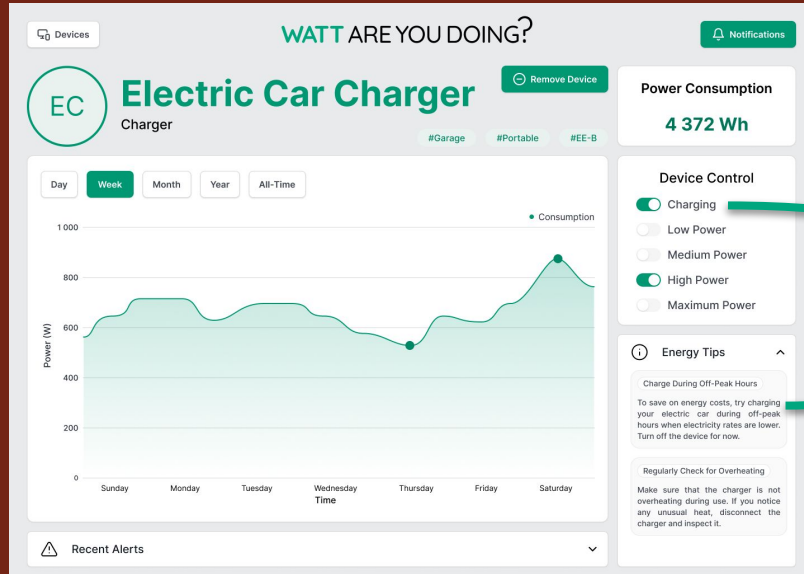 Devices
WATT ARE YOU DOING?
Notifications
EC
Electric Car Charger
Charger
Remove Device
#Garage
#Portable
#EE-B
Power Consumption
4 372 Wh
Day
Week
Month
Year
All-Time
Consumption
1 000
800
600
400
200
0
Power (W)
Sunday
Monday
Tuesday
Wednesday
Thursday
Friday
Saturday
Time
Device Control
Charging
Low Power
Medium Power
High Power
Maximum Power
Energy Tips
Charge During Off-Peak Hours
To save on energy costs, try charging
your electric car during off-peak
hours when electricity rates are lower.
Turn off the device for now.
Regularly Check for Overheating
Make sure that the charger is not
overheating during use. If you notice
any unusual heat, disconnect the
charger and inspect it.
Recent Alerts